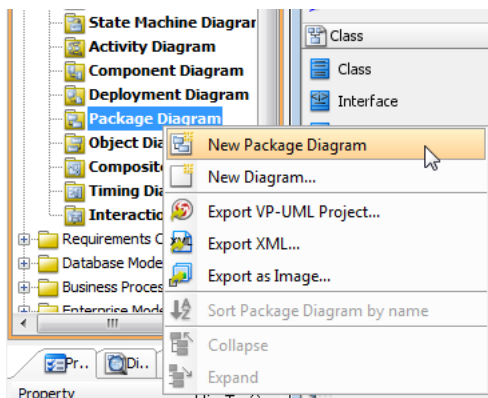 State Machine Diagrar
Activity Diagram
Component Diagram
Deployment Diagram
Package Diagram
Object Dia
Composit
Timing Dia
Interactio
Requirements C
Database Mode
Business Proces
Enterprise Mode
Class
Class
Interface
New Package Diagram
New Diagram...
Export VP-UML Project...
Export XML...
Export as Image...
Sort Package Diagram by name
Collapse
Expand
Pr..
Di..
Property